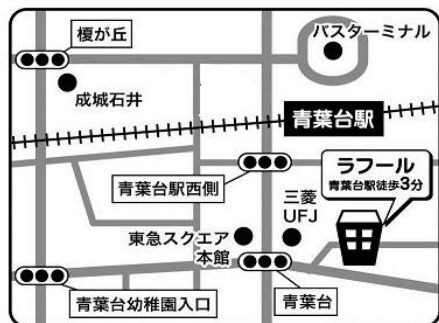 榎が丘
バスターミナル
成城石井
青葉台駅
ラフール
青葉台駅徒歩3分
青葉台駅西側
三菱
UFJ
東急スクエア
本館
青葉台幼稚園入口
青葉台